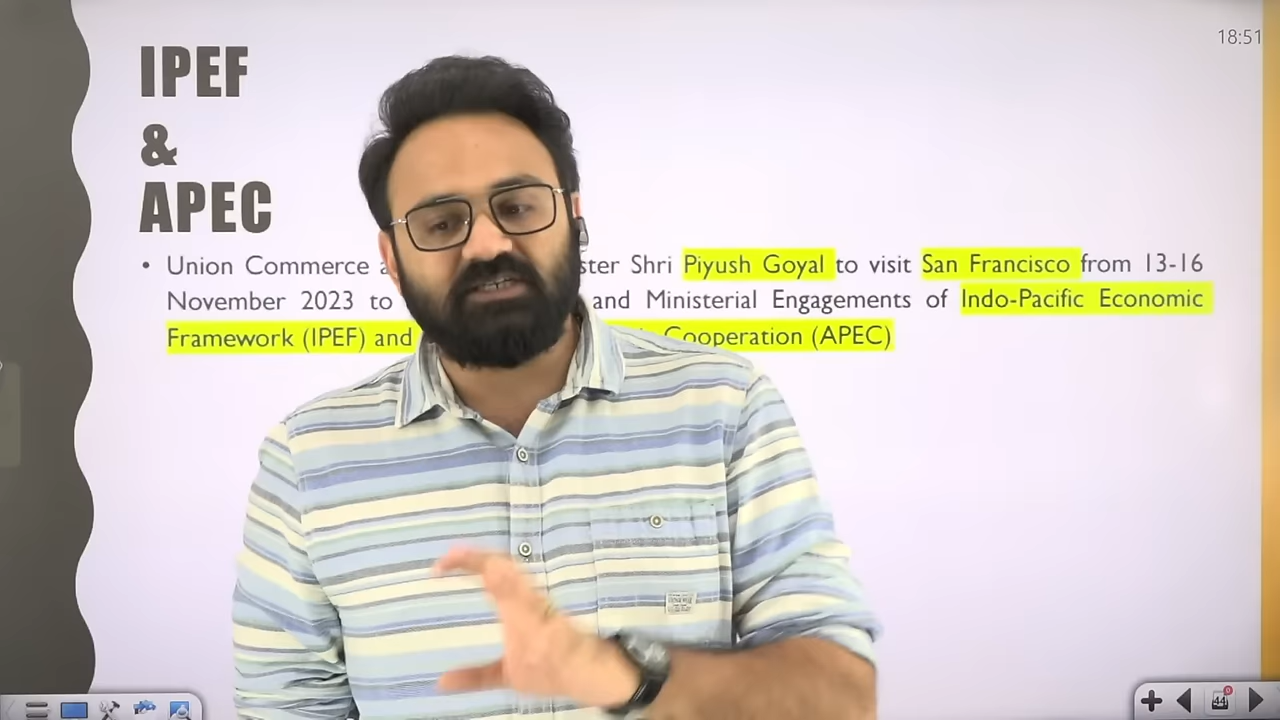 18:51
IPEF
&
APEC
• Union Commerce a ster Shri Piyush Goyal to visit San Francisco from 13-16
November 2023 to and Ministerial Engagements of Indo-Pacific Economic
Framework (IPEF) and Cooperation (APEC)
44